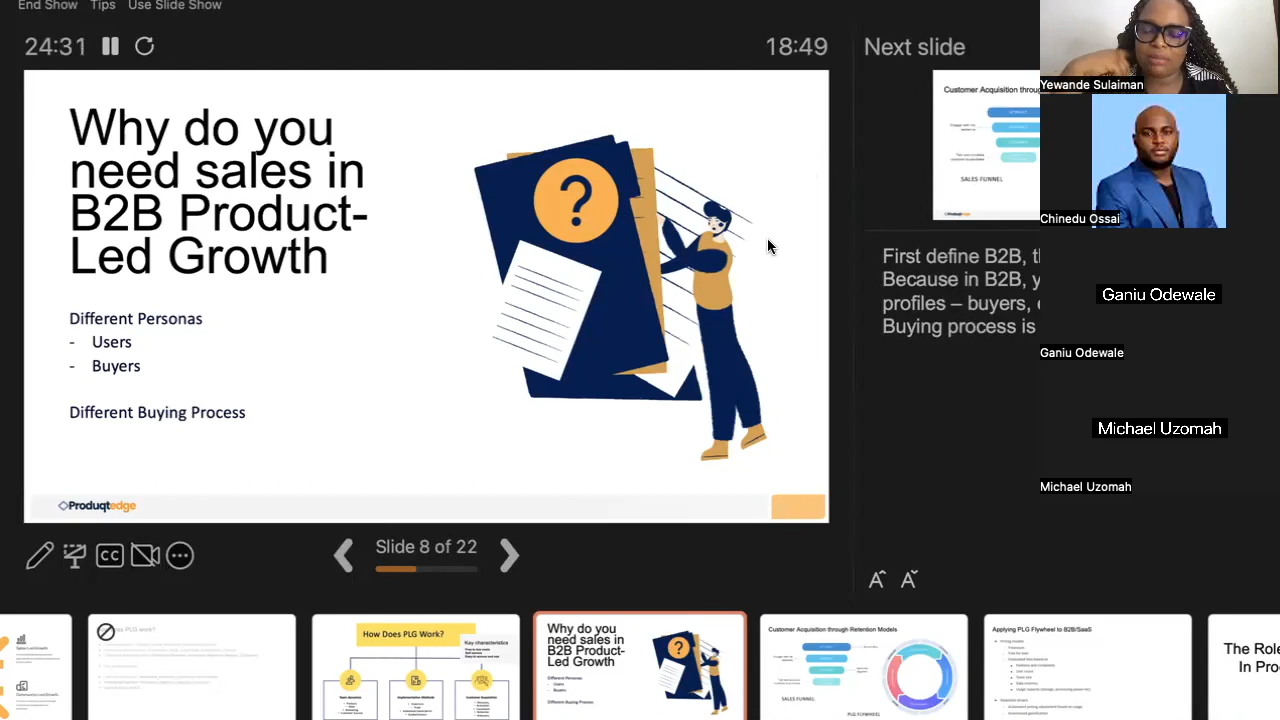 End Show Tips Use Slide Show
24:31
18:49
Next slide
Why do you
need sales in
B2B Product-
Led Growth
Different Personas
- Users
- Buyers
Different Buying Process
?
Produqtedge
Slide 8 of 22
CC
Customer Acquisition throu
SALES FUNNEL
First define B2B, t
Because in B2B, y
profiles – buyers,
Buying process is
Yewande Sulaiman
Chinedu Ossai
Ganiu Odewale
Ganiu Odewale
Michael Uzomah
Michael Uzomah
How Does PLG Work?
Key characteristics
Why do you
need sales in
B2B Product-
Led Growth
Different Personas
- Users
- Buyers
Different Buying Process
Customer Acquisition through Retention Models
SALES FUNNEL
PLG FLYWHEEL
Applying PLG Flywheel to B2B/SaaS
The Role
In Pro